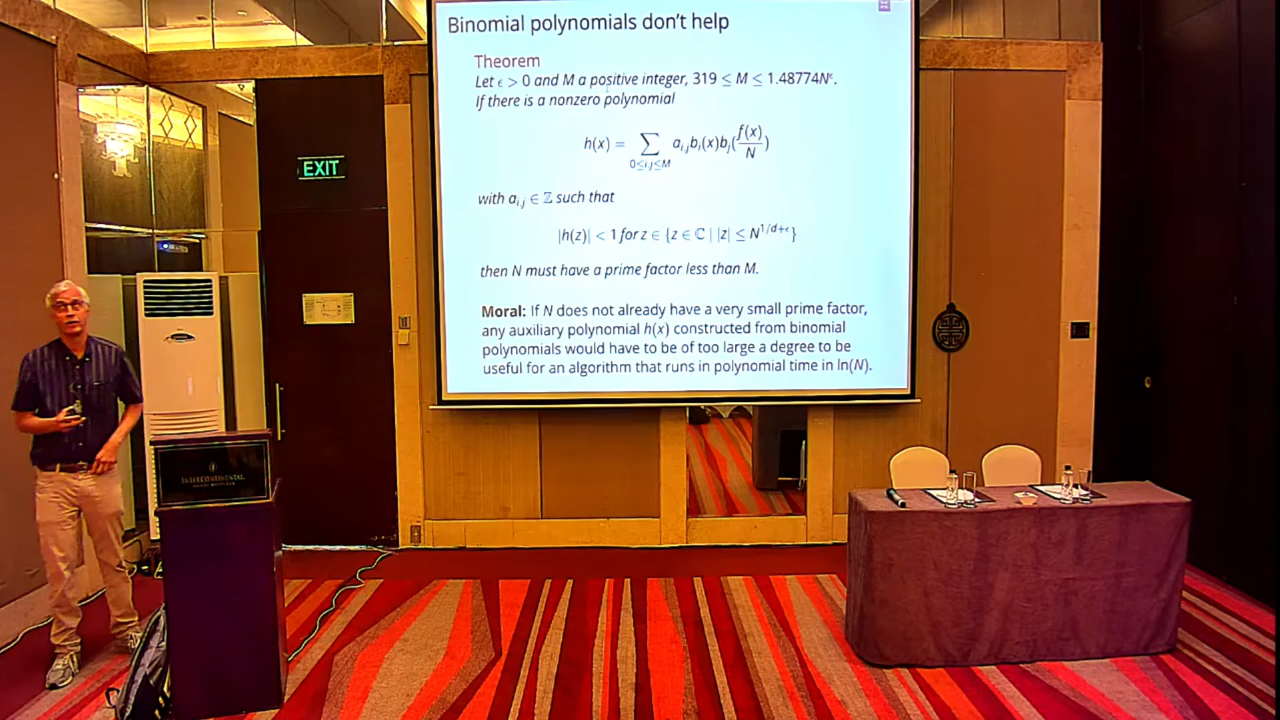 Binomial polynomials don't help
Theorem
Let ϵ > 0 and M a positive integer, 319 ≤ M ≤ 1.48774N^ϵ.
If there is a nonzero polynomial
h(x) = ∑_{0≤i,j≤M} a_{i,j}b_i(x)b_j(f(x)/N)
with a_{i,j} ∈ ℤ such that
|h(z)| < 1 for z ∈ {z ∈ ℂ | |z| ≤ N^{1/d+ϵ}}
then N must have a prime factor less than M.
Moral: If N does not already have a very small prime factor,
any auxiliary polynomial h(x) constructed from binomial
polynomials would have to be of too large a degree to be
useful for an algorithm that runs in polynomial time in ln(N).
EXIT
INTERCONTINENTAL